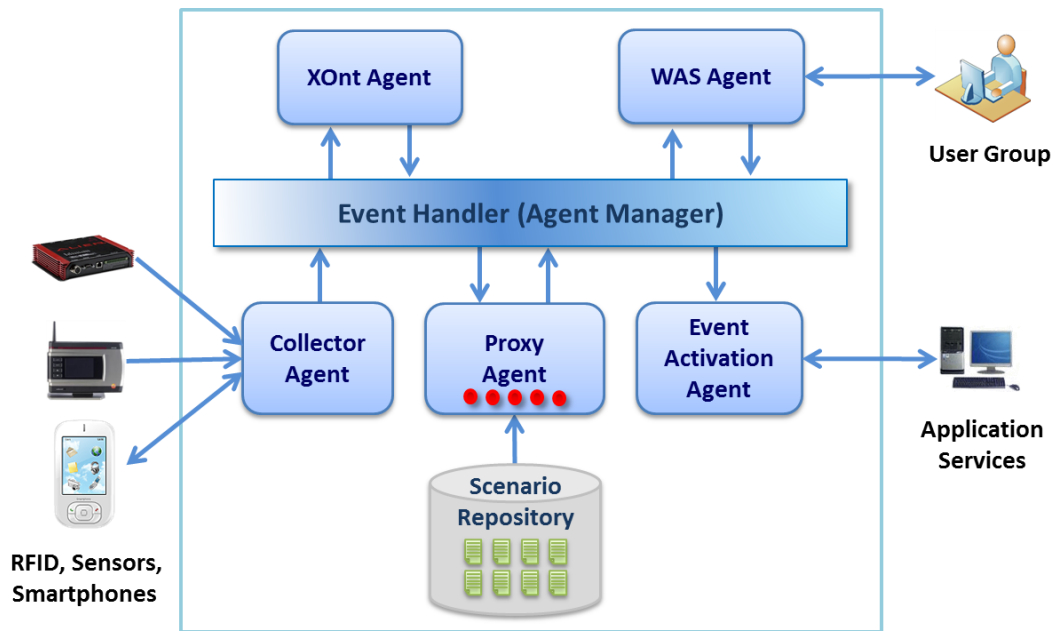 XOnt Agent
WAS Agent
User Group
Event Handler (Agent Manager)
Collector
Agent
Proxy
Agent
Event
Activation
Agent
Application
Services
Scenario
Repository
RFID, Sensors,
Smartphones